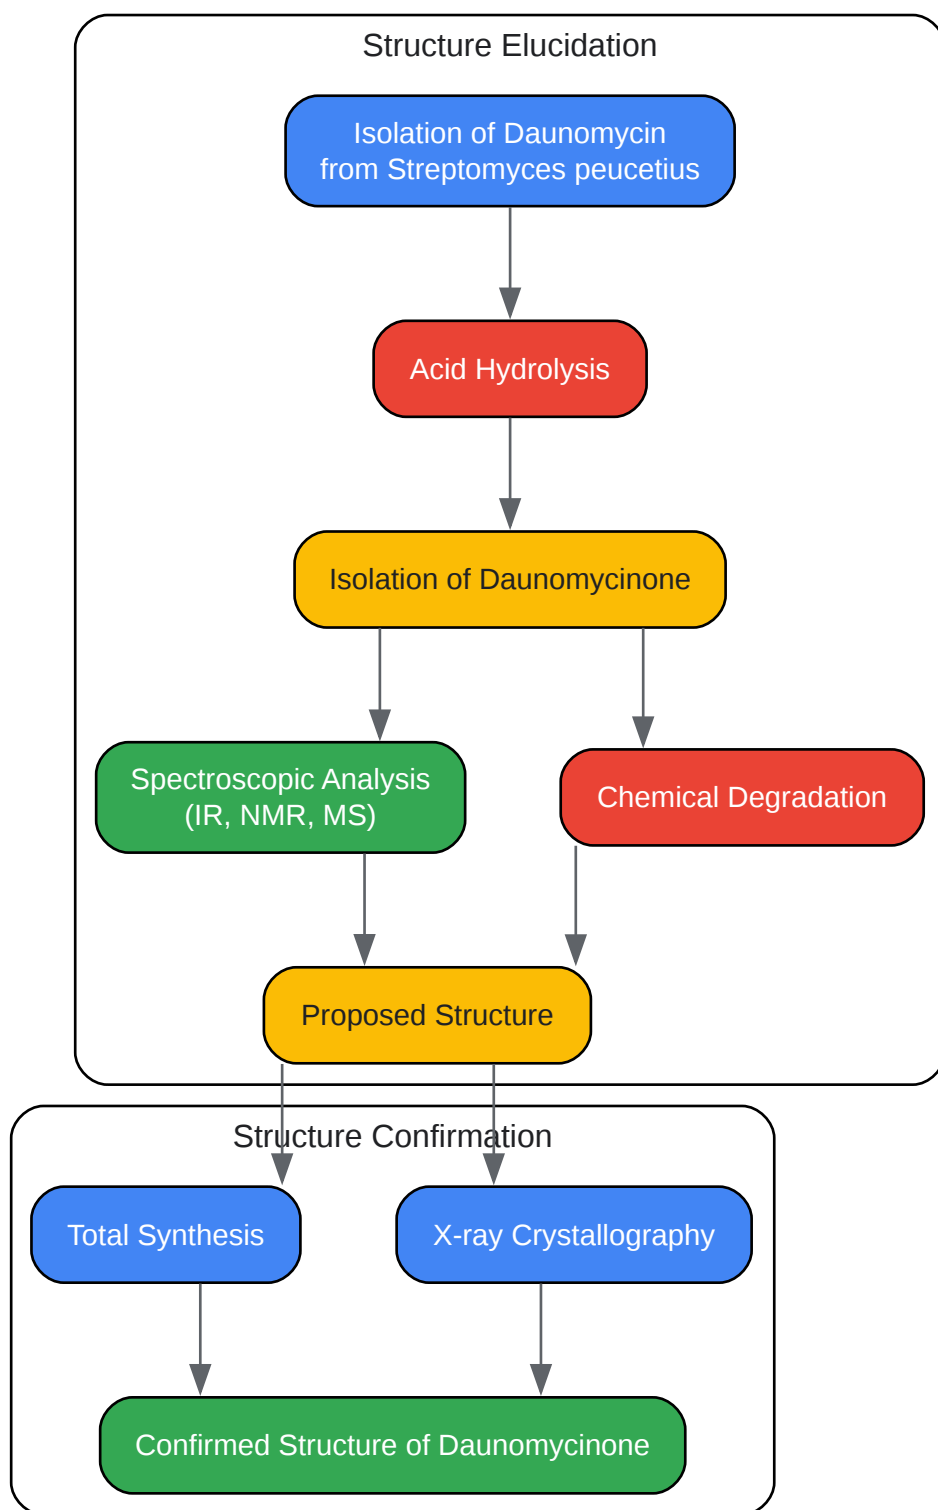 Structure Elucidation
Isolation of Daunomycin
from Streptomyces peucetius
Acid Hydrolysis
Isolation of Daunomycinone
Spectroscopic Analysis
(IR, NMR, MS)
Chemical Degradation
Proposed Structure
Structure Confirmation
Total Synthesis
X-ray Crystallography
Confirmed Structure of Daunomycinone